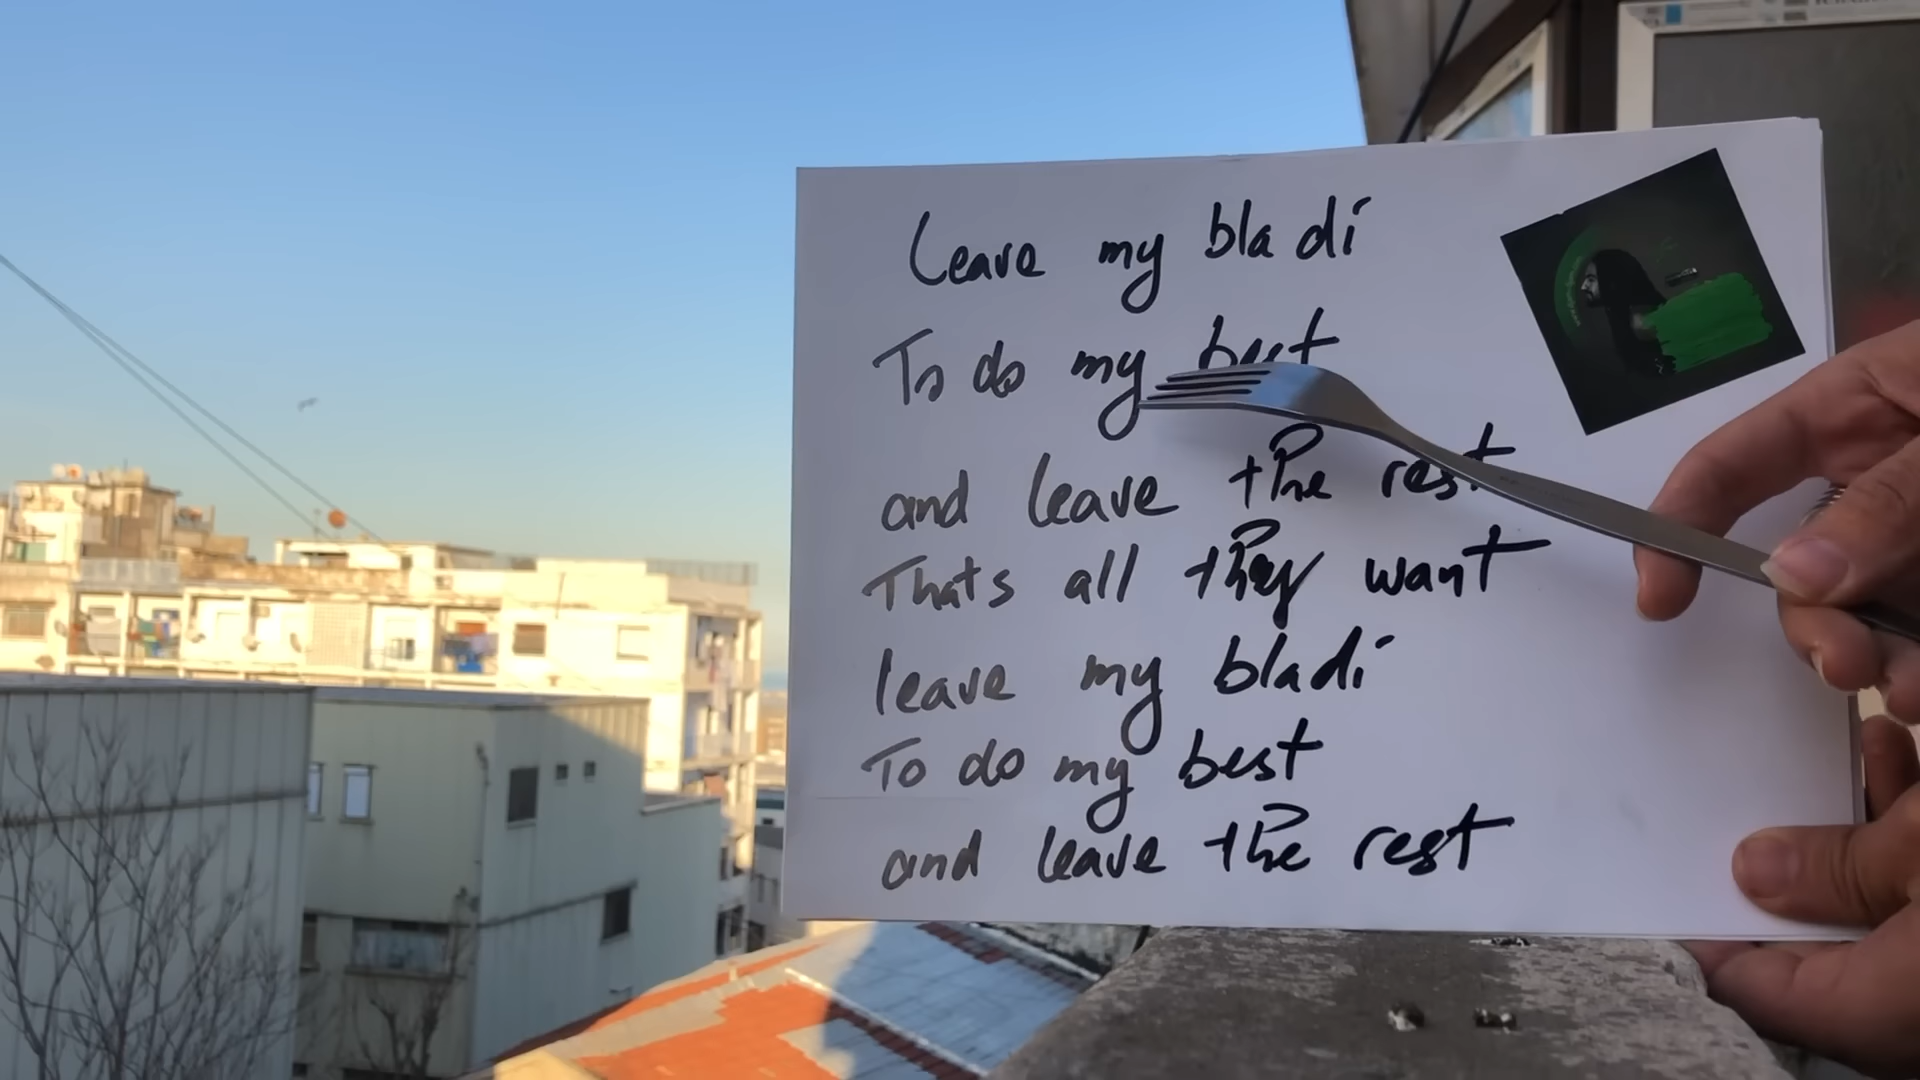 Leave my bladi
To do my best
and leave the rest
Thats all they want
leave my bladi
To do my best
and leave the rest